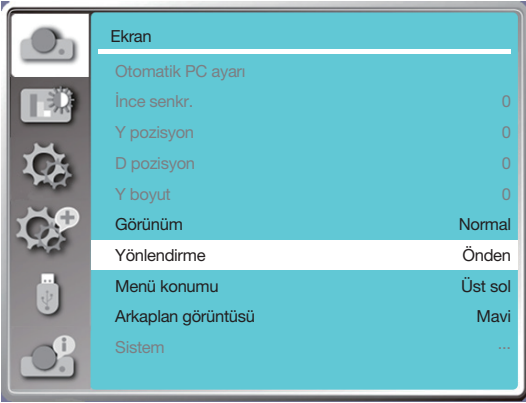 Ekran
Otomatik PC ayarı
İnce senkr. 0
Y pozisyon 0
D pozisyon 0
Y boyut 0
Görünüm Normal
Yönlendirme Önden
Menü konumu Üst sol
Arkaplan görüntüsü Mavi
Sistem ...